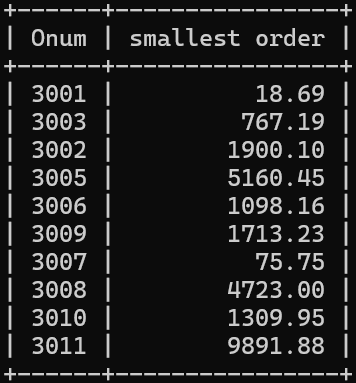 +------+----------------+
| Onum | smallest order |
+------+----------------+
| 3001 |          18.69 |
| 3003 |         767.19 |
| 3002 |        1900.10 |
| 3005 |        5160.45 |
| 3006 |        1098.16 |
| 3009 |        1713.23 |
| 3007 |          75.75 |
| 3008 |        4723.00 |
| 3010 |        1309.95 |
| 3011 |        9891.88 |
+------+----------------+